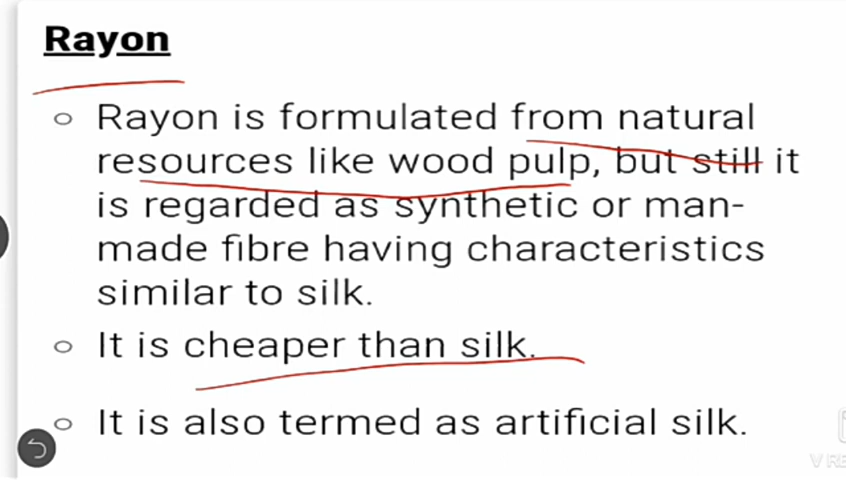 Rayon
Rayon is formulated from natural
resources like wood pulp, but still it
is regarded as synthetic or man-
made fibre having characteristics
similar to silk.
It is cheaper than silk.
It is also termed as artificial silk.